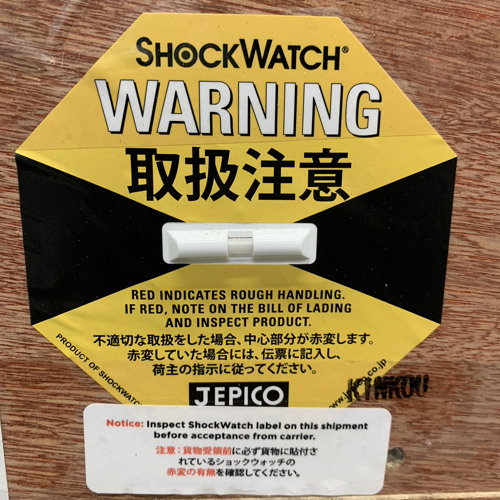 SHOCKWATCH®
WARNING
取扱注意
RED INDICATES ROUGH HANDLING.
IF RED, NOTE ON THE BILL OF LADING
AND INSPECT PRODUCT.
不適切な取扱をした場合、中心部分が赤変します。
赤変していた場合には、伝票に記入し、
荷主の指示に従ってください。
PRODUCT OF SHOCKWATCH
co.jp
JEPICO
KINKOU
Notice: Inspect ShockWatch label on this shipment
before acceptance from carrier.
注意：貨物受領前に必ず貨物に貼付さ
れているショックウォッチの
赤変の有無を確認してください。